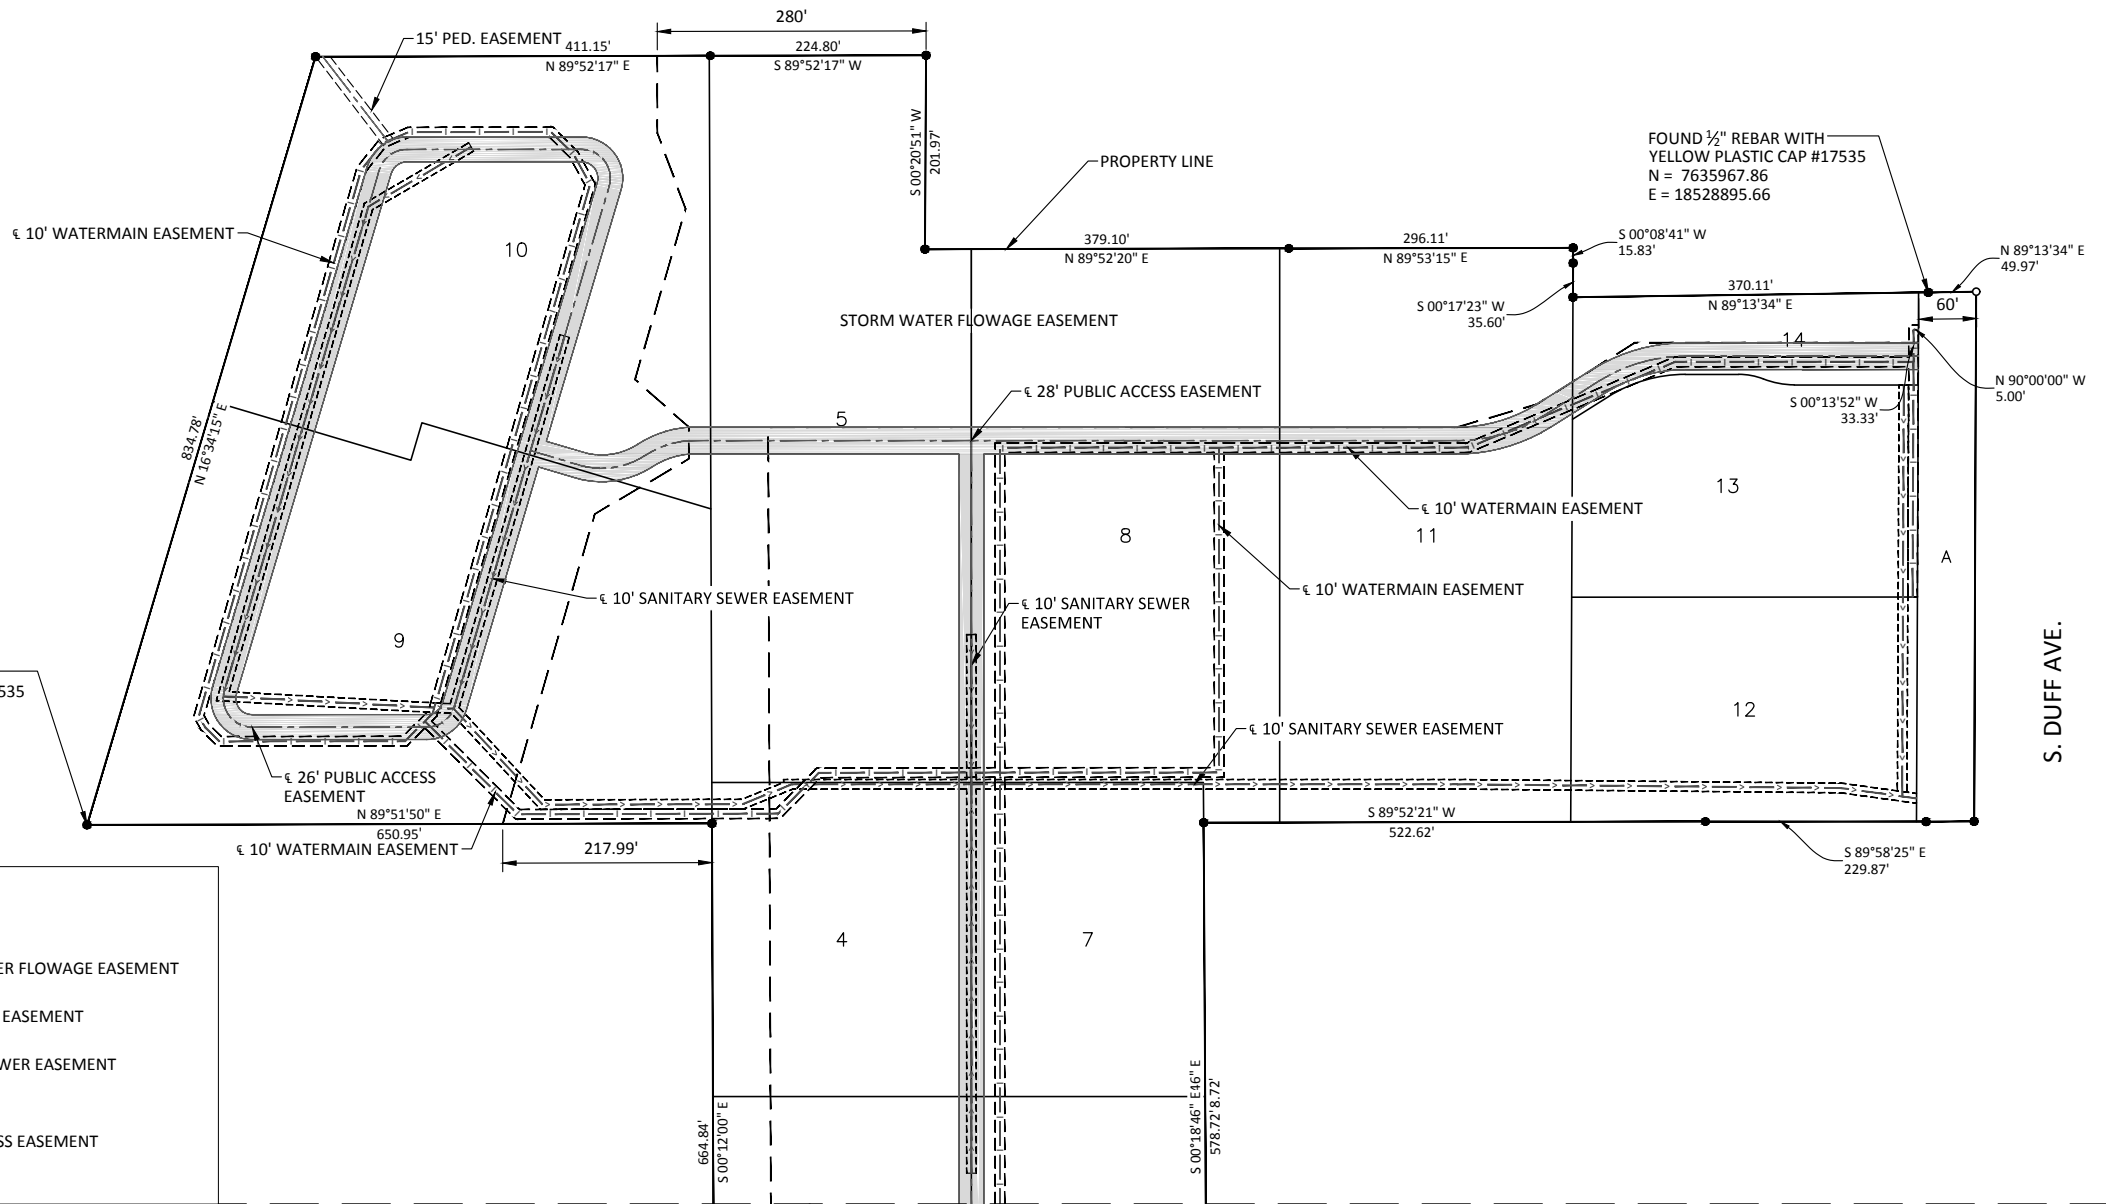 280'
15' PED. EASEMENT
411.15'
N 89°52'17" E
224.80'
S 89°52'17" W
S 00°20'51" W
201.97'
PROPERTY LINE
FOUND ½" REBAR WITH
YELLOW PLASTIC CAP #17535
N = 7635967.86
E = 18528895.66
℄ 10' WATERMAIN EASEMENT
10
379.10'
N 89°52'20" E
296.11'
N 89°53'15" E
S 00°08'41" W
15.83'
N 89°13'34" E
49.97'
370.11'
N 89°13'34" E
60'
S 00°17'23" W
35.60'
STORM WATER FLOWAGE EASEMENT
14
℄ 28' PUBLIC ACCESS EASEMENT
N 90°00'00" W
5.00'
S 00°13'52" W
33.33'
5
834.78'
N 16°34'15" E
13
℄ 10' WATERMAIN EASEMENT
8
11
A
℄ 10' SANITARY SEWER EASEMENT
℄ 10' WATERMAIN EASEMENT
℄ 10' SANITARY SEWER
EASEMENT
9
S. DUFF AVE.
535
12
℄ 10' SANITARY SEWER EASEMENT
℄ 26' PUBLIC ACCESS
EASEMENT
N 89°51'50" E
650.95'
℄ 10' WATERMAIN EASEMENT
217.99'
S 89°52'21" W
522.62'
S 89°58'25" E
229.87'
4
7
ER FLOWAGE EASEMENT
EASEMENT
WER EASEMENT
SS EASEMENT
664.84'
S 00°12'00" E
S 00°18'46" E46" E
578.72'8.72'